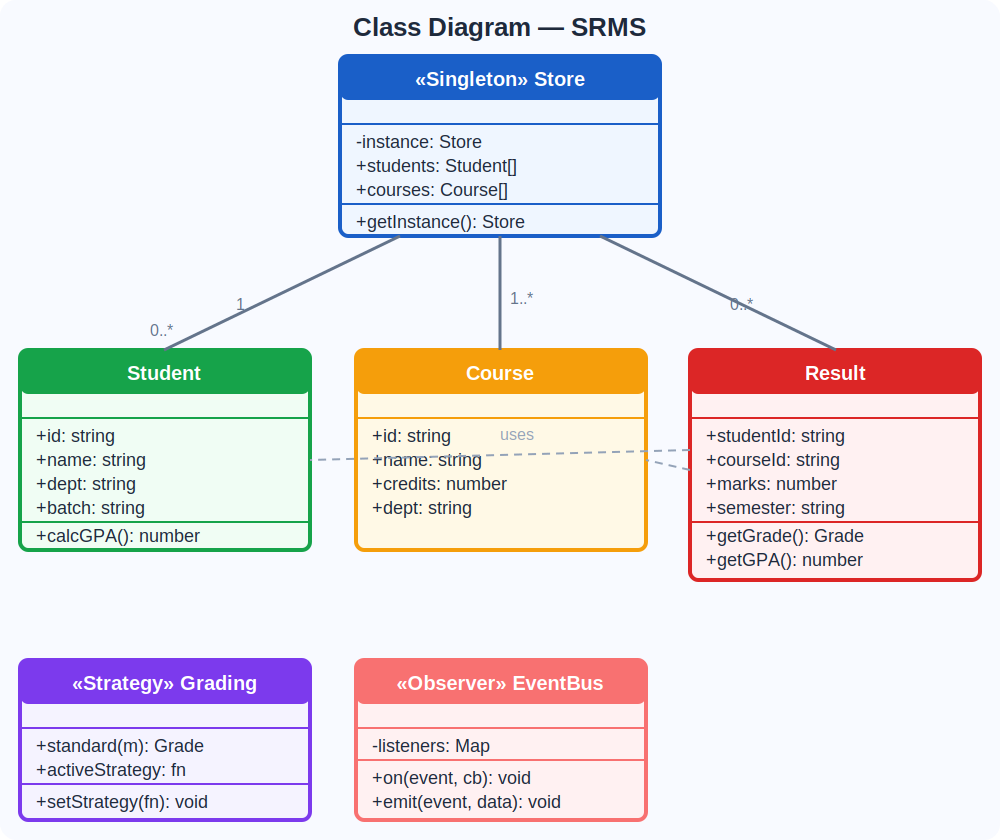 Class Diagram — SRMS
«Singleton» Store
-instance: Store
+students: Student[]
+courses: Course[]
+getInstance(): Store
1
0..*
1..*
0..*
Student
+id: string
+name: string
+dept: string
+batch: string
+calcGPA(): number
Course
+id: string
uses
+name: string
+credits: number
+dept: string
Result
+studentId: string
+courseId: string
+marks: number
+semester: string
+getGrade(): Grade
+getGPA(): number
«Strategy» Grading
+standard(m): Grade
+activeStrategy: fn
+setStrategy(fn): void
«Observer» EventBus
-listeners: Map
+on(event, cb): void
+emit(event, data): void